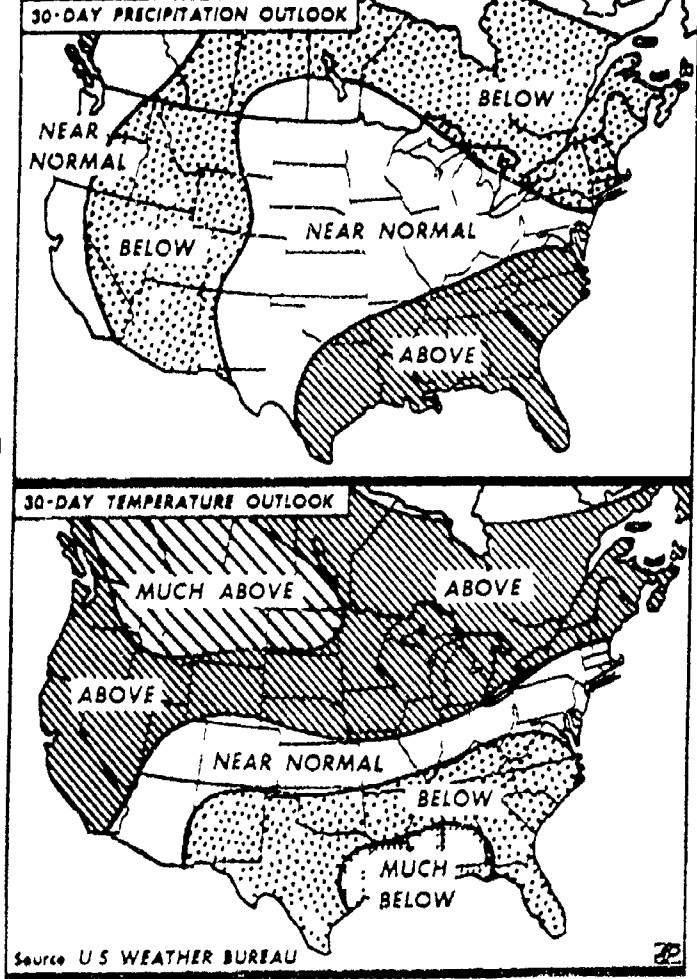 30-DAY PRECIPITATION OUTLOOK
BELOW
NEAR
NORMAL
BELOW
NEAR NORMAL
ABOVE
30-DAY TEMPERATURE OUTLOOK
MUCH ABOVE
ABOVE
ABOVE
NEAR NORMAL
BELOW
MUCH
BELOW
Source U S WEATHER BUREAU
AP